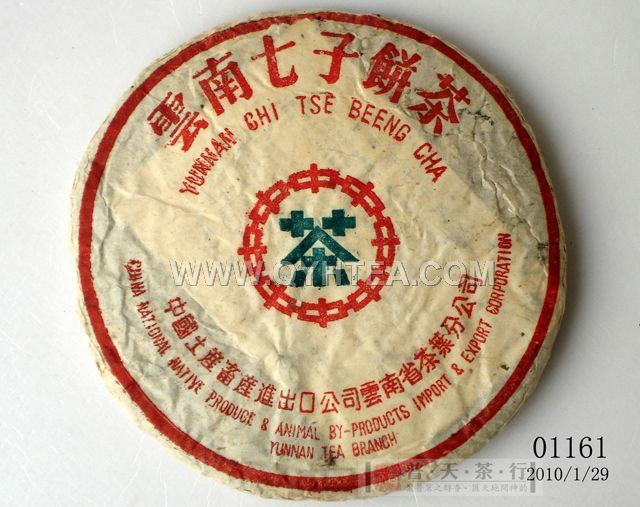 雲南七子餅茶
YUNNAN CHI TSE BEENG CHA
茶
WWW.QYHTEA.COM
中國土產畜產進出口公司雲南省茶葉分公司
CHINA NATIONAL NATIVE PRODUCE & ANIMAL BY-PRODUCTS IMPORT & EXPORT CORPORATION
YUNNAN TEA BRANCH
01161
普天茶行
2010/1/29